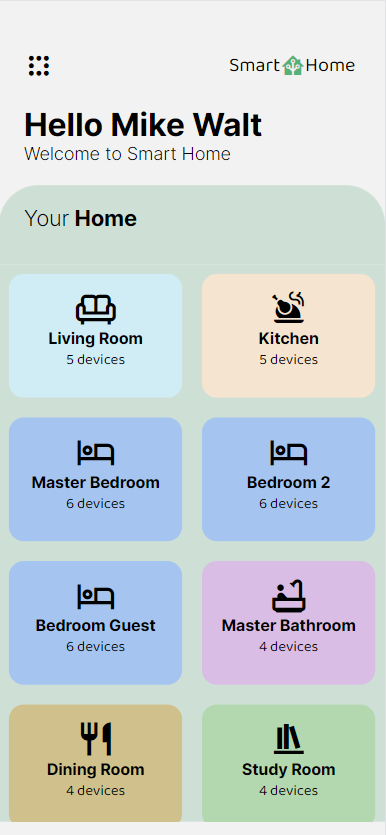 Smart Home
Hello Mike Walt
Welcome to Smart Home
Your Home
Living Room
5 devices
Kitchen
5 devices
Master Bedroom
6 devices
Bedroom 2
6 devices
Bedroom Guest
6 devices
Master Bathroom
4 devices
Dining Room
4 devices
Study Room
4 devices